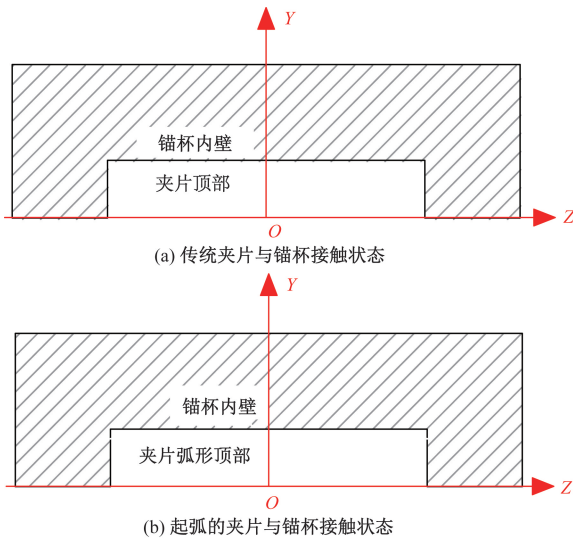 Y
锚杯内壁
夹片顶部
Z
O
(a) 传统夹片与锚杯接触状态
Y
锚杯内壁
夹片弧形顶部
Z
O
(b) 起弧的夹片与锚杯接触状态